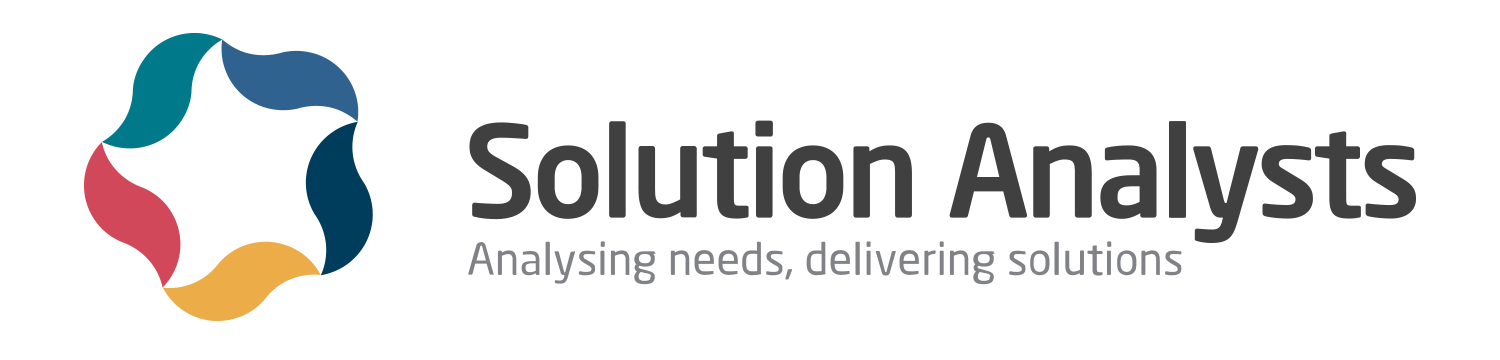 Solution Analysts
Analysing needs, delivering solutions